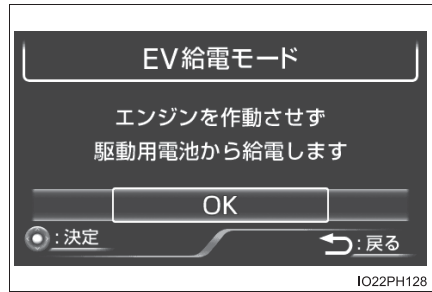 EV給電モード
エンジンを作動させず
駆動用電池から給電します
OK
:決定
:戻る
IO22PH128